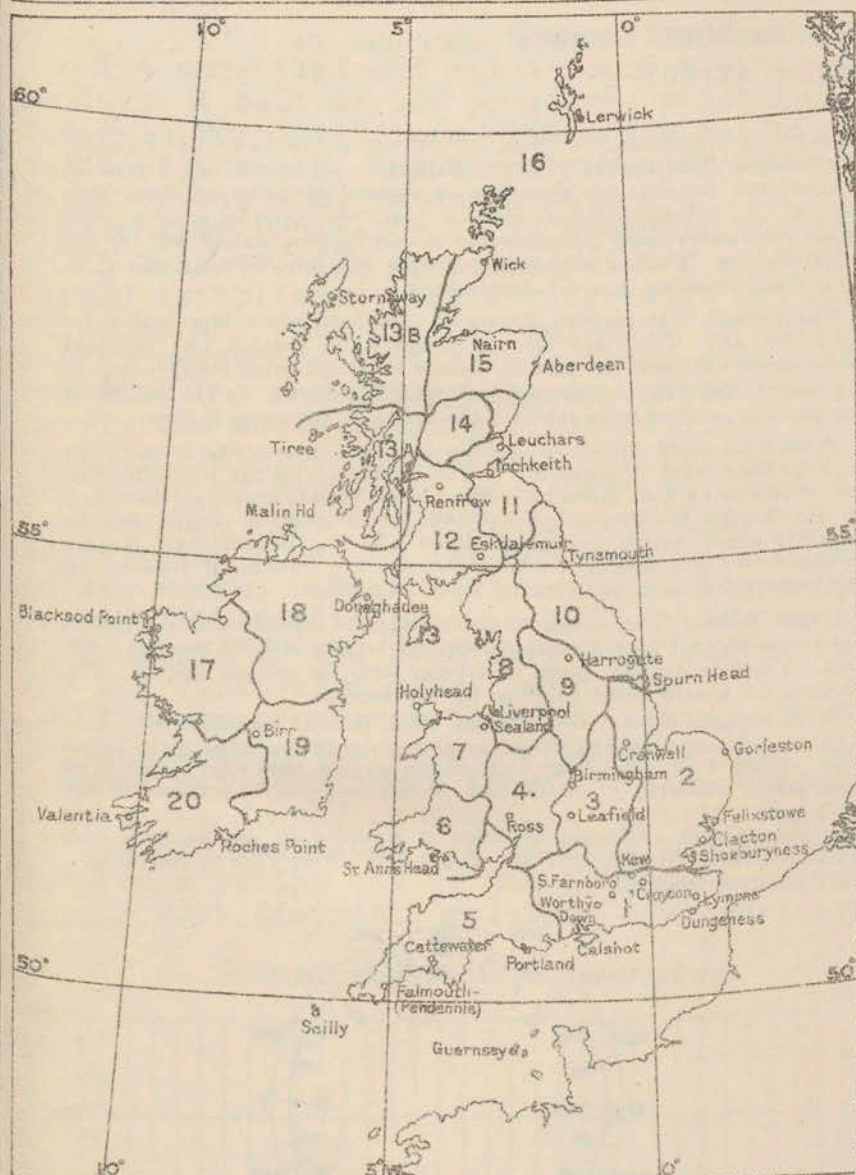 10°
5°
0°
60°
Lerwick
16
Wick
Stornoway
13 B
Nairn
15
Aberdeen
14
Tiree
13 A
Leuchars
Inchkeith
Renfrew
11
Malin Hd
55°
55°
12
Eskdalemuir
Tynemouth
Blacksod Point
18
Donaghadee
13
10
17
8
Harrogate
9
Spurn Head
Holyhead
Liverpool
Sealand
Birr
19
7
Cranwell
Gorleston
Birmingham
2
4.
3
20
Valentia
Leafield
Felixstowe
6
Ross
Clacton
Roches Point
Shoeburyness
St Anns Head
Kew
S. Farnboro
Croydon
Lympne
Worthy
Down
1
Dungeness
5
Cattewater
Calshot
Portland
50°
50°
Falmouth-
(Pendennis)
Scilly
Guernsey
10°
5°
0°